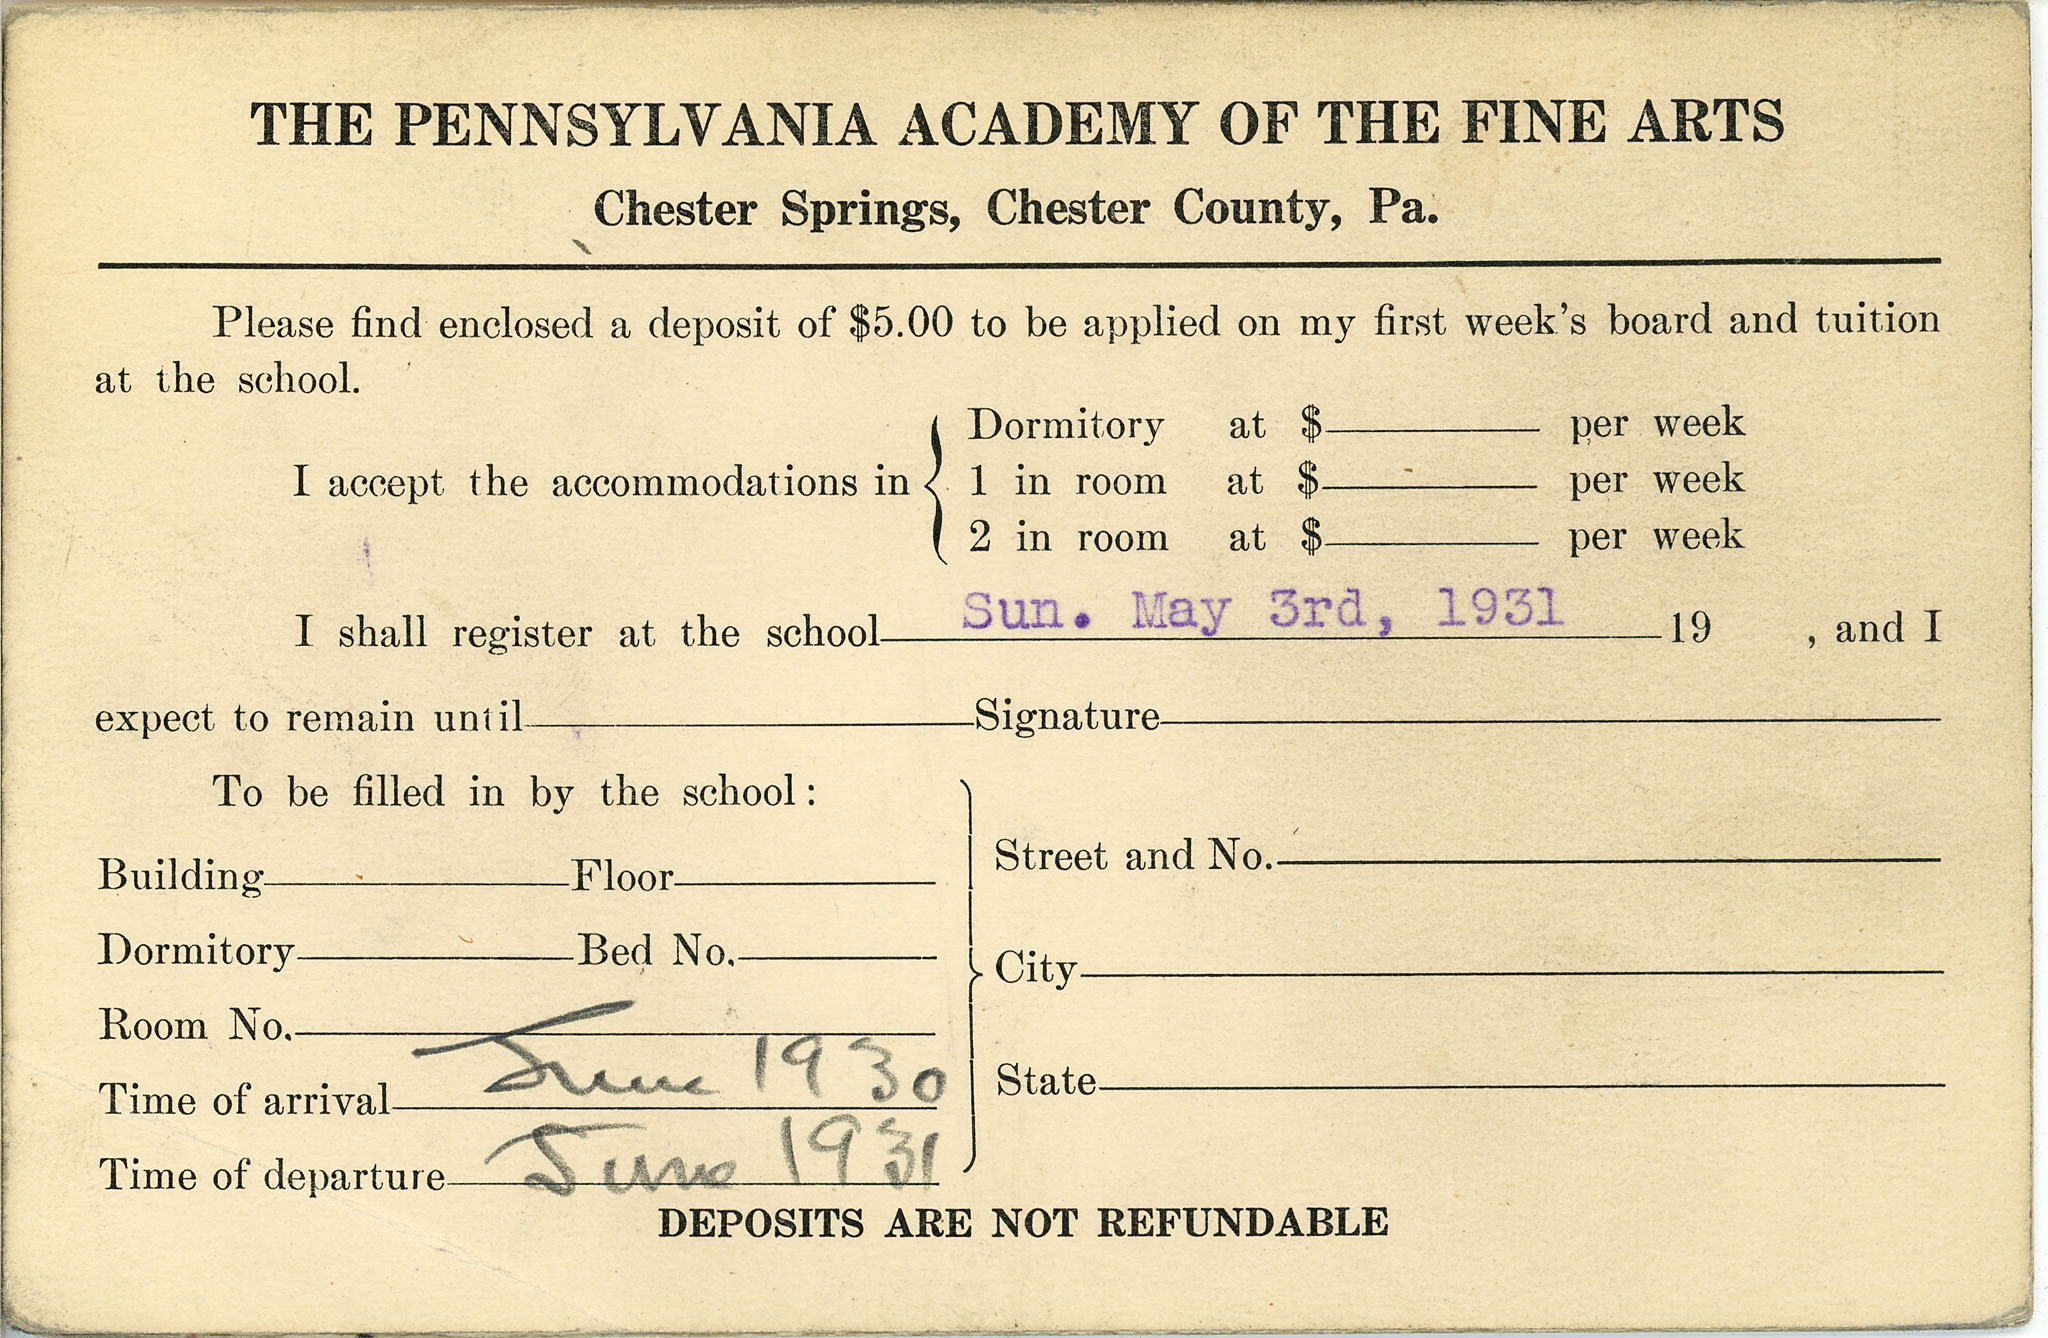 THE PENNSYLVANIA ACADEMY OF THE FINE ARTS
Chester Springs, Chester County, Pa.
Please find enclosed a deposit of $5.00 to be applied on my first week's board and tuition
at the school.
I accept the accommodations in
Dormitory at $ per week
1 in room at $ per week
2 in room at $ per week
I shall register at the school Sun. May 3rd, 1931 19 , and I
expect to remain until Signature
To be filled in by the school:
Building Floor
Dormitory Bed No.
Room No.
Time of arrival June 1930
Time of departure June 1931
Street and No.
City
State
DEPOSITS ARE NOT REFUNDABLE